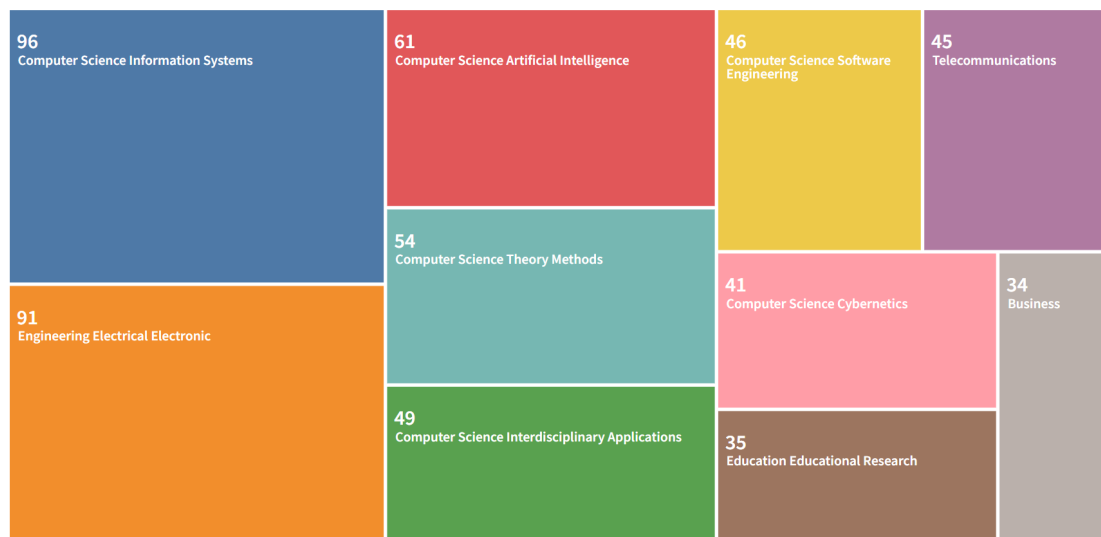 96
Computer Science Information Systems
91
Engineering Electrical Electronic
61
Computer Science Artificial Intelligence
54
Computer Science Theory Methods
49
Computer Science Interdisciplinary Applications
46
Computer Science Software
Engineering
45
Telecommunications
41
Computer Science Cybernetics
35
Education Educational Research
34
Business